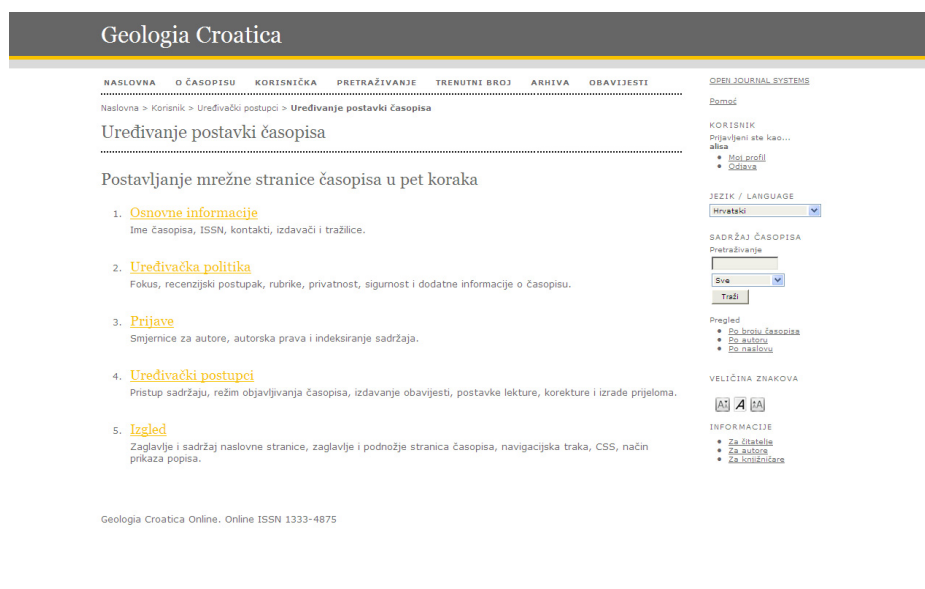 Geologia Croatica
NASLOVNA O ČASOPISU KORISNIČKA PRETRAŽIVANJE TRENUTNI BROJ ARHIVA OBAVIJESTI
Naslovna > Korisnik > Uređivački postupci > Uređivanje postavki časopisa
Uređivanje postavki časopisa
Postavljanje mrežne stranice časopisa u pet koraka
1. Osnovne informacije
Ime časopisa, ISSN, kontakti, izdavači i tražilice.
2. Uređivačka politika
Fokus, recenzijski postupak, rubrike, privatnost, sigurnost i dodatne informacije o časopisu.
3. Prijave
Smjernice za autore, autorska prava i indeksiranje sadržaja.
4. Uređivački postupci
Pristup sadržaju, režim objavljivanja časopisa, izdavanje obavijesti, postavke lekture, korekture i izrade prijeloma.
5. Izgled
Zaglavlje i sadržaj naslovne stranice, zaglavlje i podnožje stranica časopisa, navigacijska traka, CSS, način
prikaza popisa.
Geologia Croatica Online. Online ISSN 1333-4875
OPEN JOURNAL SYSTEMS
Pomoć
KORISNIK
Prijavljeni ste kao...
alisa
Moj profil
Odjava
JEZIK / LANGUAGE
Hrvatski
SADRŽAJ ČASOPISA
Pretraživanje
Sve
Traži
Pregled
Po broju časopisa
Po autoru
Po naslovu
VELIČINA ZNAKOVA
A A A
INFORMACIJE
Za čitatelje
Za autore
Za knjižničare